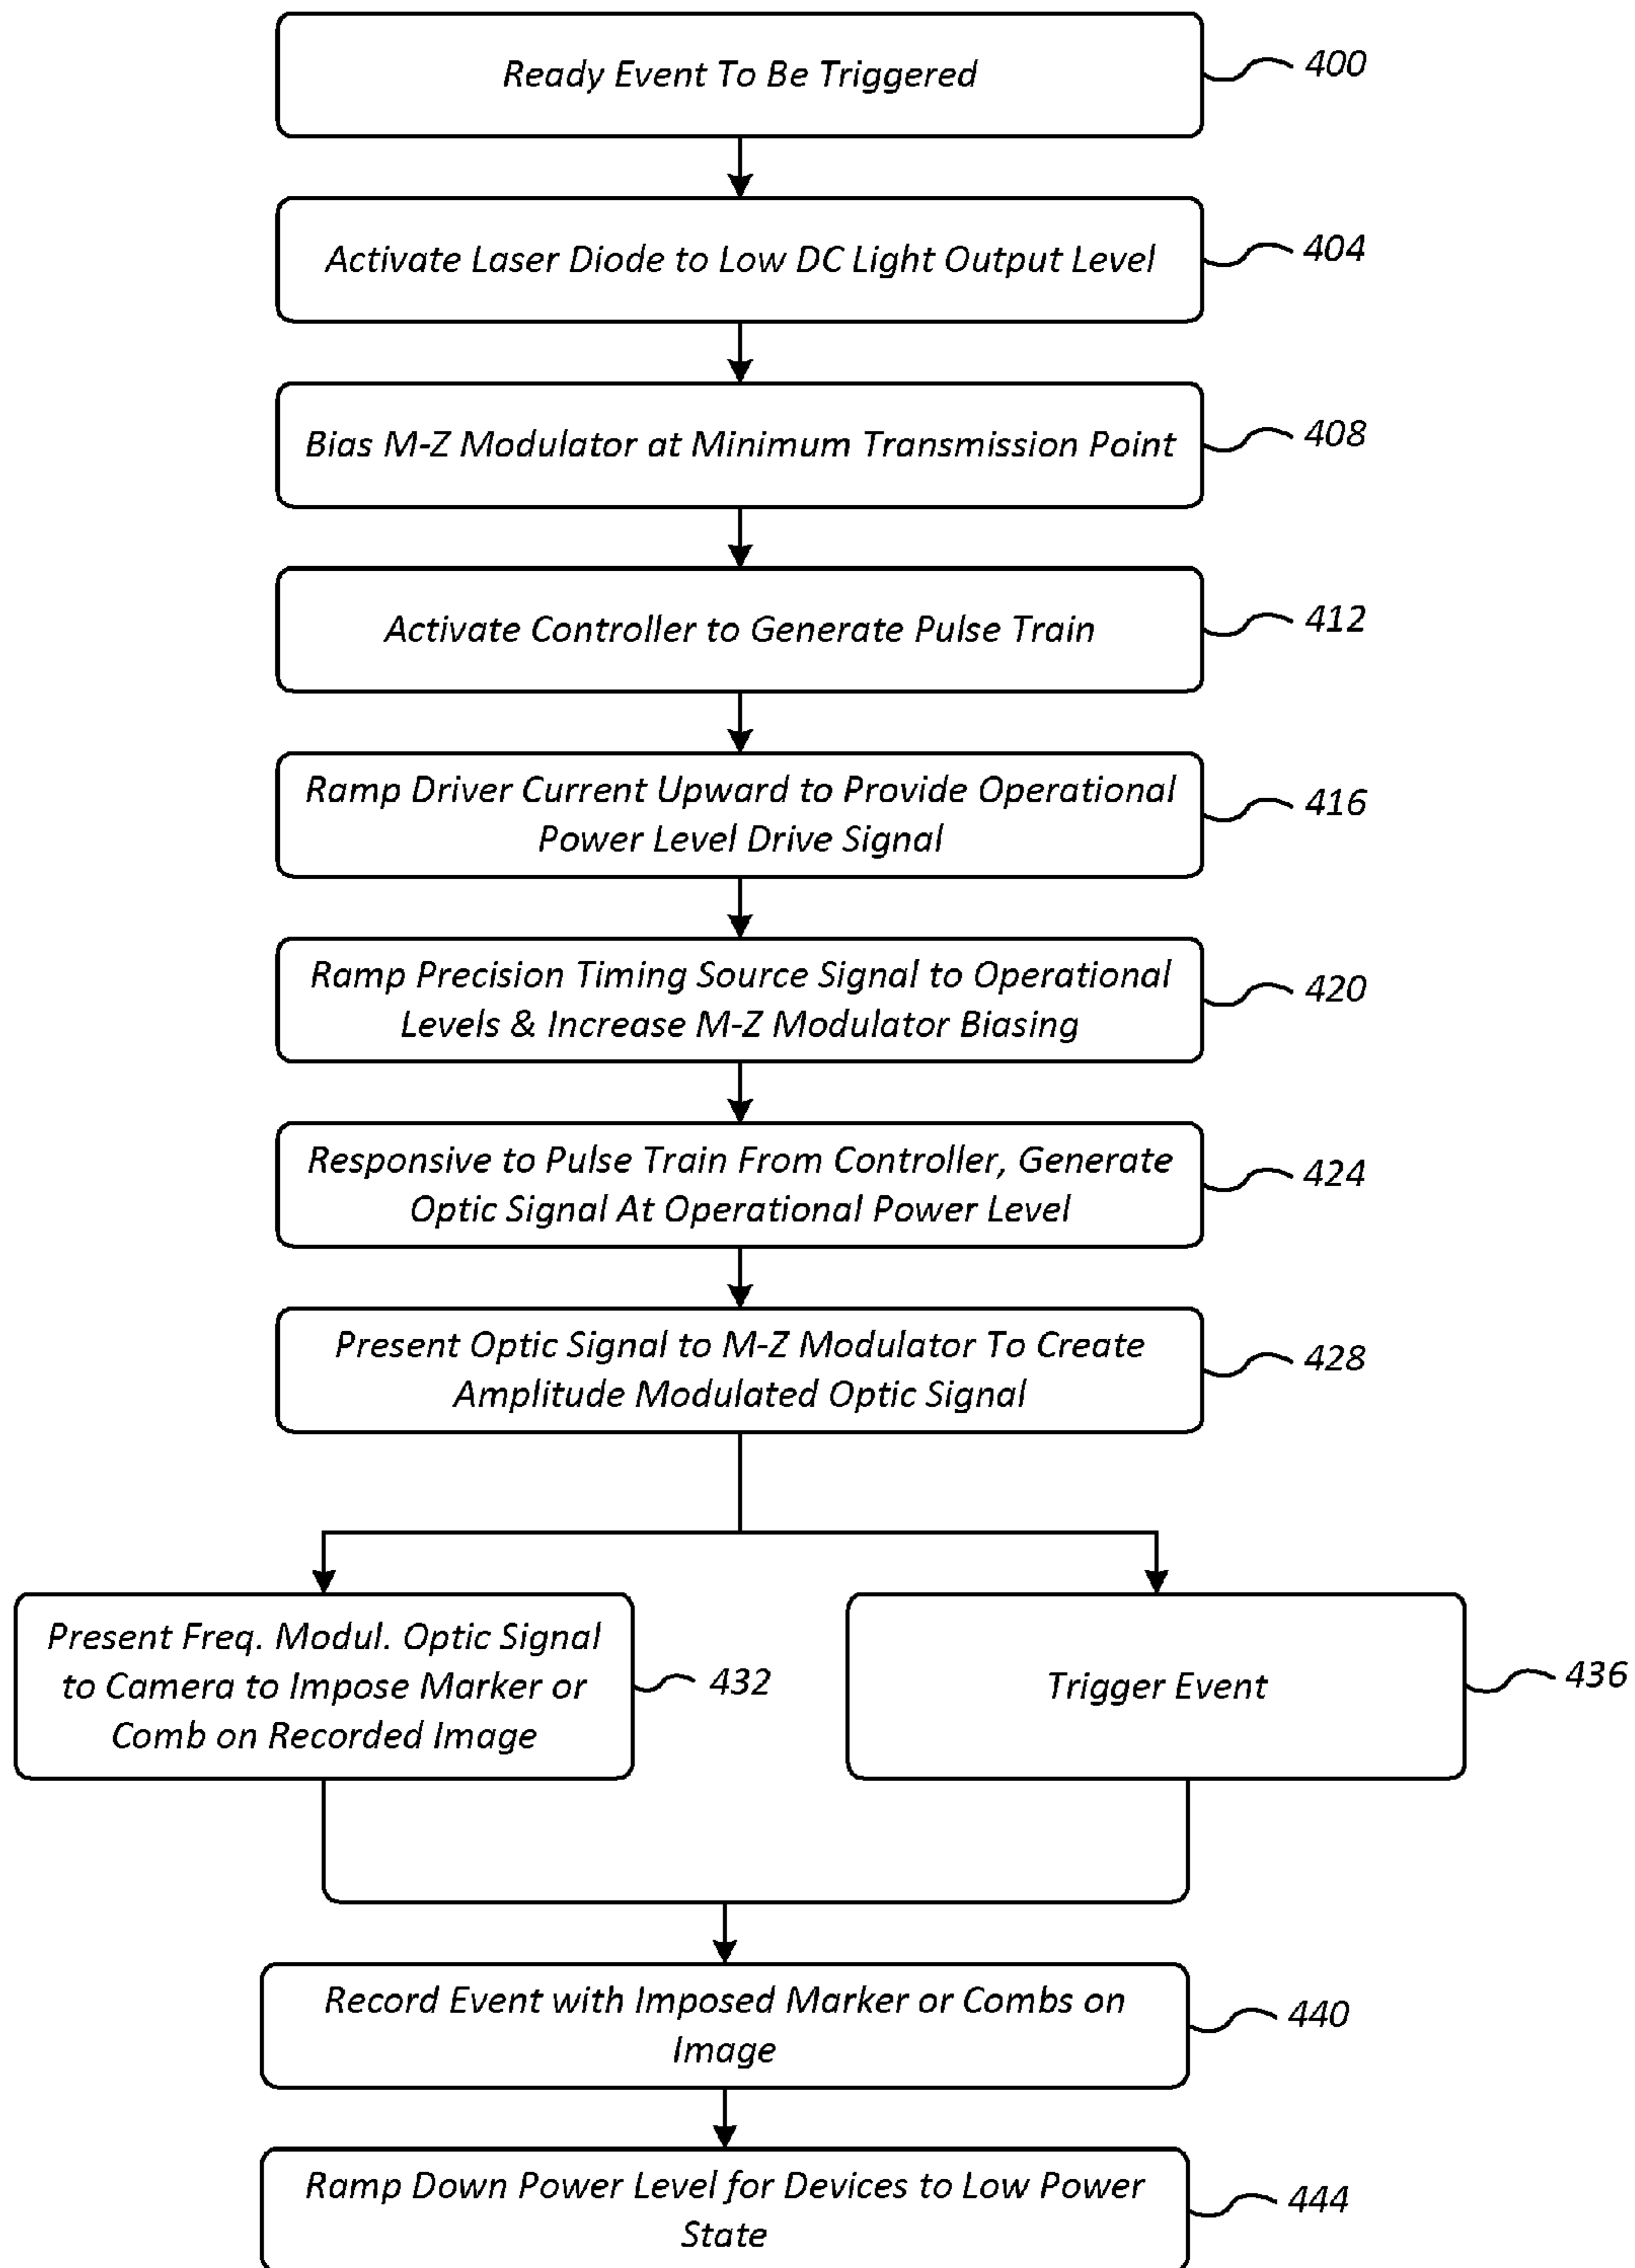 Ready Event To Be Triggered
400
Activate Laser Diode to Low DC Light Output Level
404
Bias M-Z Modulator at Minimum Transmission Point
408
Activate Controller to Generate Pulse Train
412
Ramp Driver Current Upward to Provide Operational
Power Level Drive Signal
416
Ramp Precision Timing Source Signal to Operational
Levels & Increase M-Z Modulator Biasing
420
Responsive to Pulse Train From Controller, Generate
Optic Signal At Operational Power Level
424
Present Optic Signal to M-Z Modulator To Create
Amplitude Modulated Optic Signal
428
Present Freq. Modul. Optic Signal
to Camera to Impose Marker or
Comb on Recorded Image
432
Trigger Event
436
Record Event with Imposed Marker or Combs on
Image
440
Ramp Down Power Level for Devices to Low Power
State
444